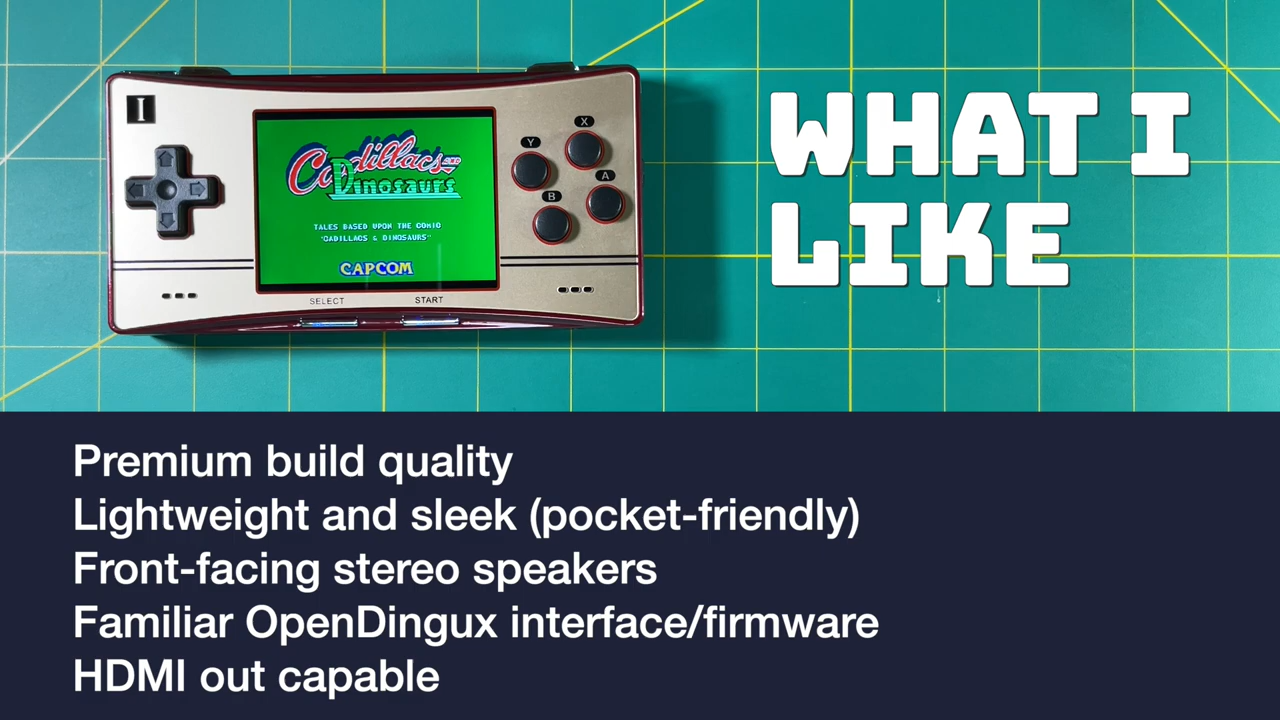 WHAT I
LIKE
I
Cadillacs AND
Dinosaurs
TALES BASED UPON THE COMIC
"CADILLACS & DINOSAURS"
CAPCOM
Y
X
B
A
SELECT
START
Premium build quality
Lightweight and sleek (pocket-friendly)
Front-facing stereo speakers
Familiar OpenDingux interface/firmware
HDMI out capable